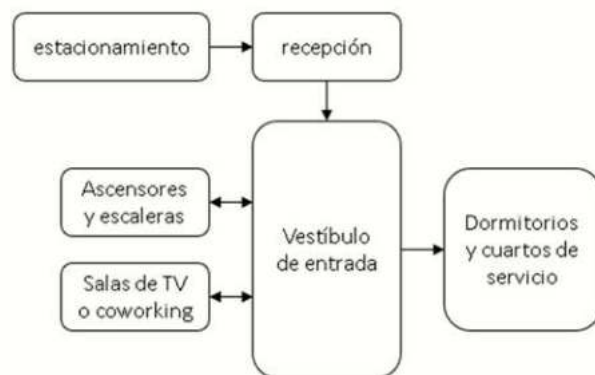 estacionamiento
recepción
Ascensores
y escaleras
Vestíbulo
de entrada
Dormitorios
y cuartos de
servicio
Salas de TV
o coworking